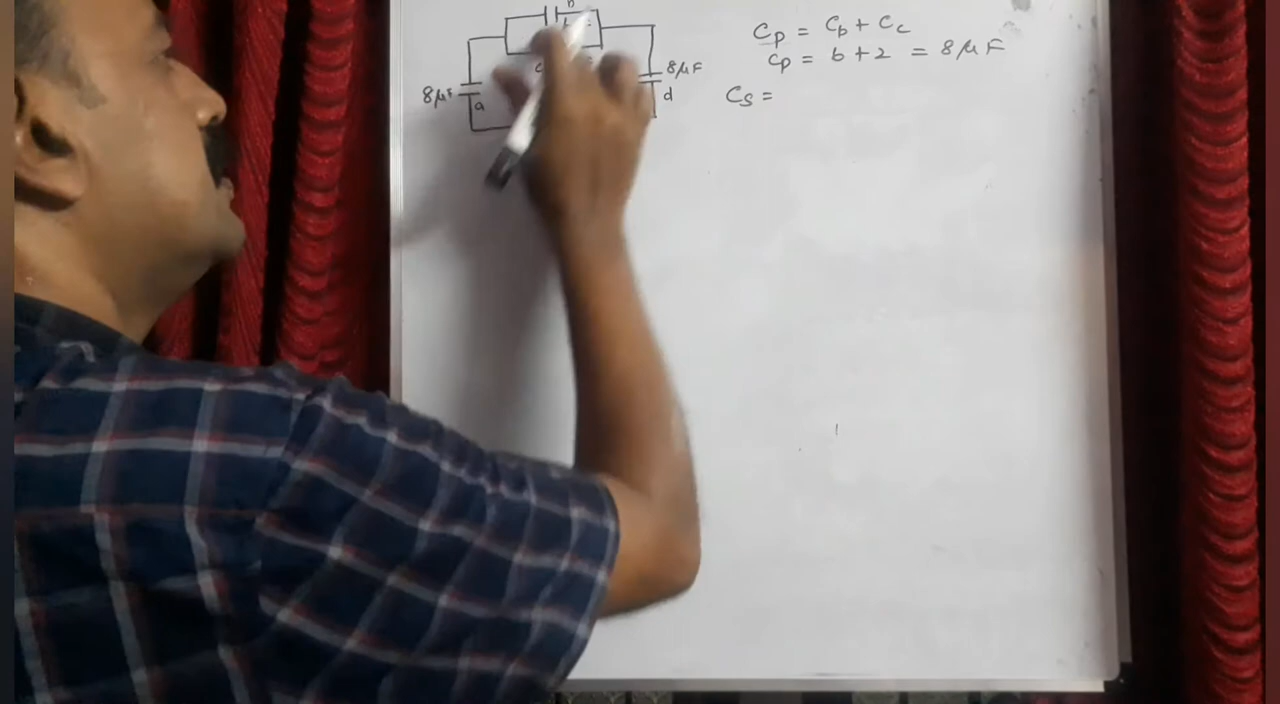 b
Cp = Cb + Cc
Cp = 6 + 2 = 8 μF
8μF
8μF
a
d
Cs =